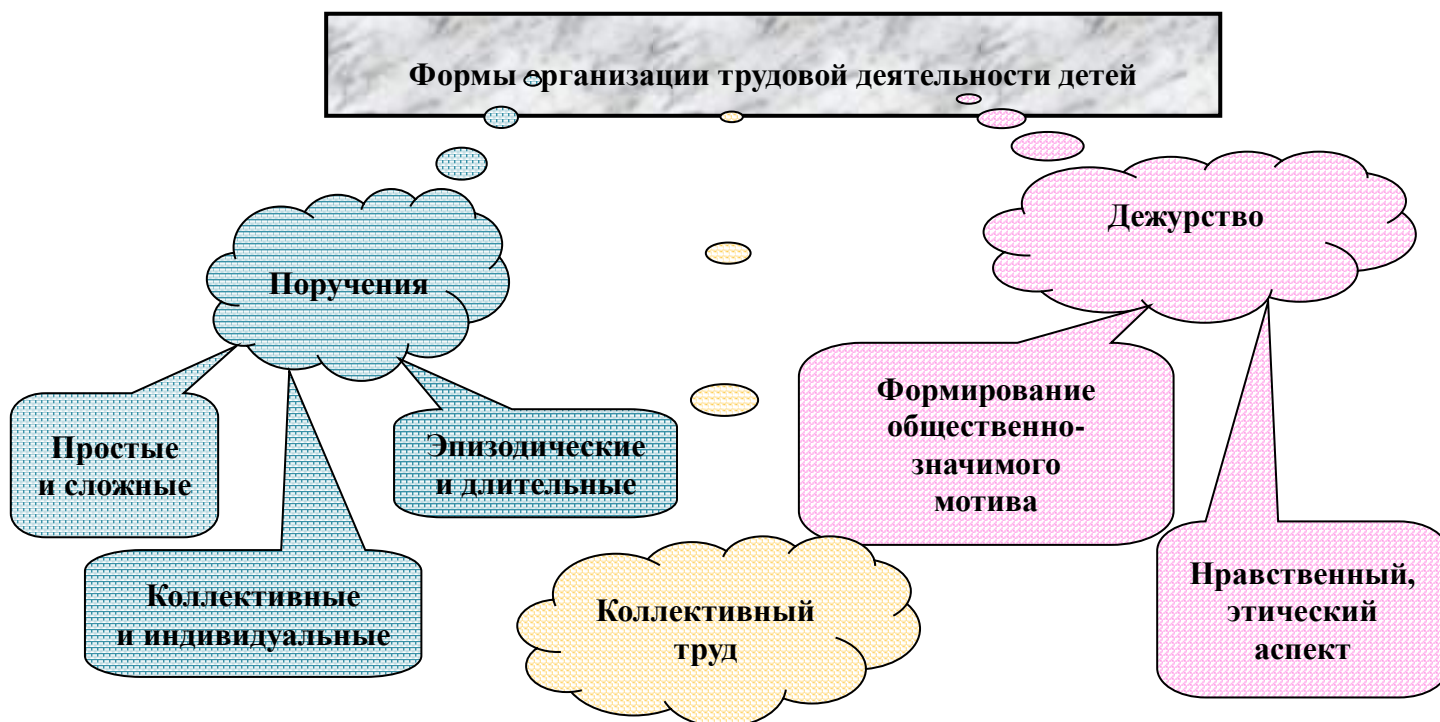 Формы организации трудовой деятельности детей
Дежурство
Поручения
Формирование
общественно-
значимого
мотива
Простые
и сложные
Эпизодические
и длительные
Коллективные
и индивидуальные
Коллективный
труд
Нравственный,
этический
аспект